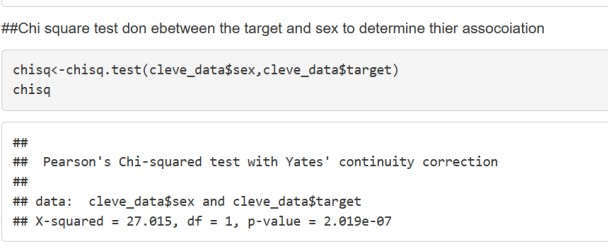 ##Chi square test don ebetween the target and sex to determine thier assocoiation
chisq<-chisq.test(cleve_data$sex,cleve_data$target)
chisq
##
##  Pearson's Chi-squared test with Yates' continuity correction
##
## data:  cleve_data$sex and cleve_data$target
## X-squared = 27.015, df = 1, p-value = 2.019e-07